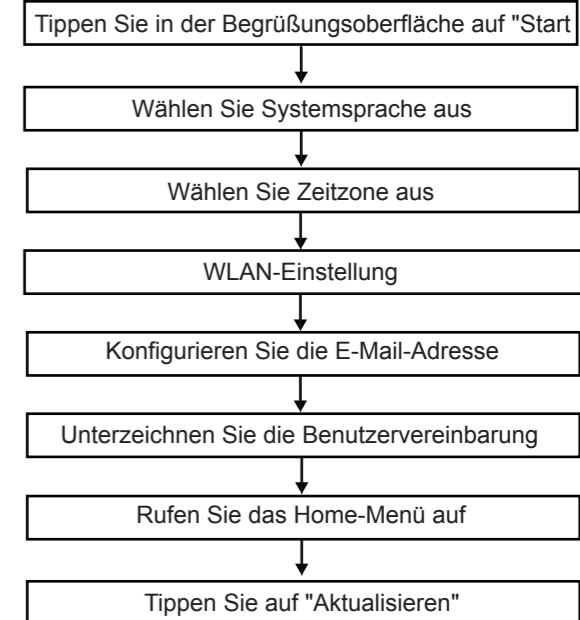 Tippen Sie in der Begrüßungsoberfläche auf "Start
Wählen Sie Systemsprache aus
Wählen Sie Zeitzone aus
WLAN-Einstellung
Konfigurieren Sie die E-Mail-Adresse
Unterzeichnen Sie die Benutzervereinbarung
Rufen Sie das Home-Menü auf
Tippen Sie auf "Aktualisieren"